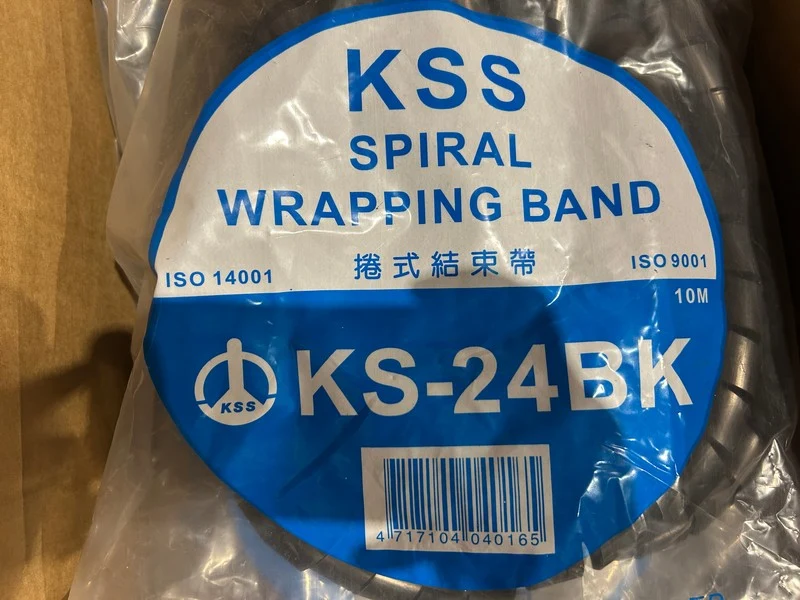 KSS
SPIRAL
WRAPPING BAND
ISO 14001
捲式結束帶
ISO 9001
10M
KSS
KS-24BK
4 717104 040165